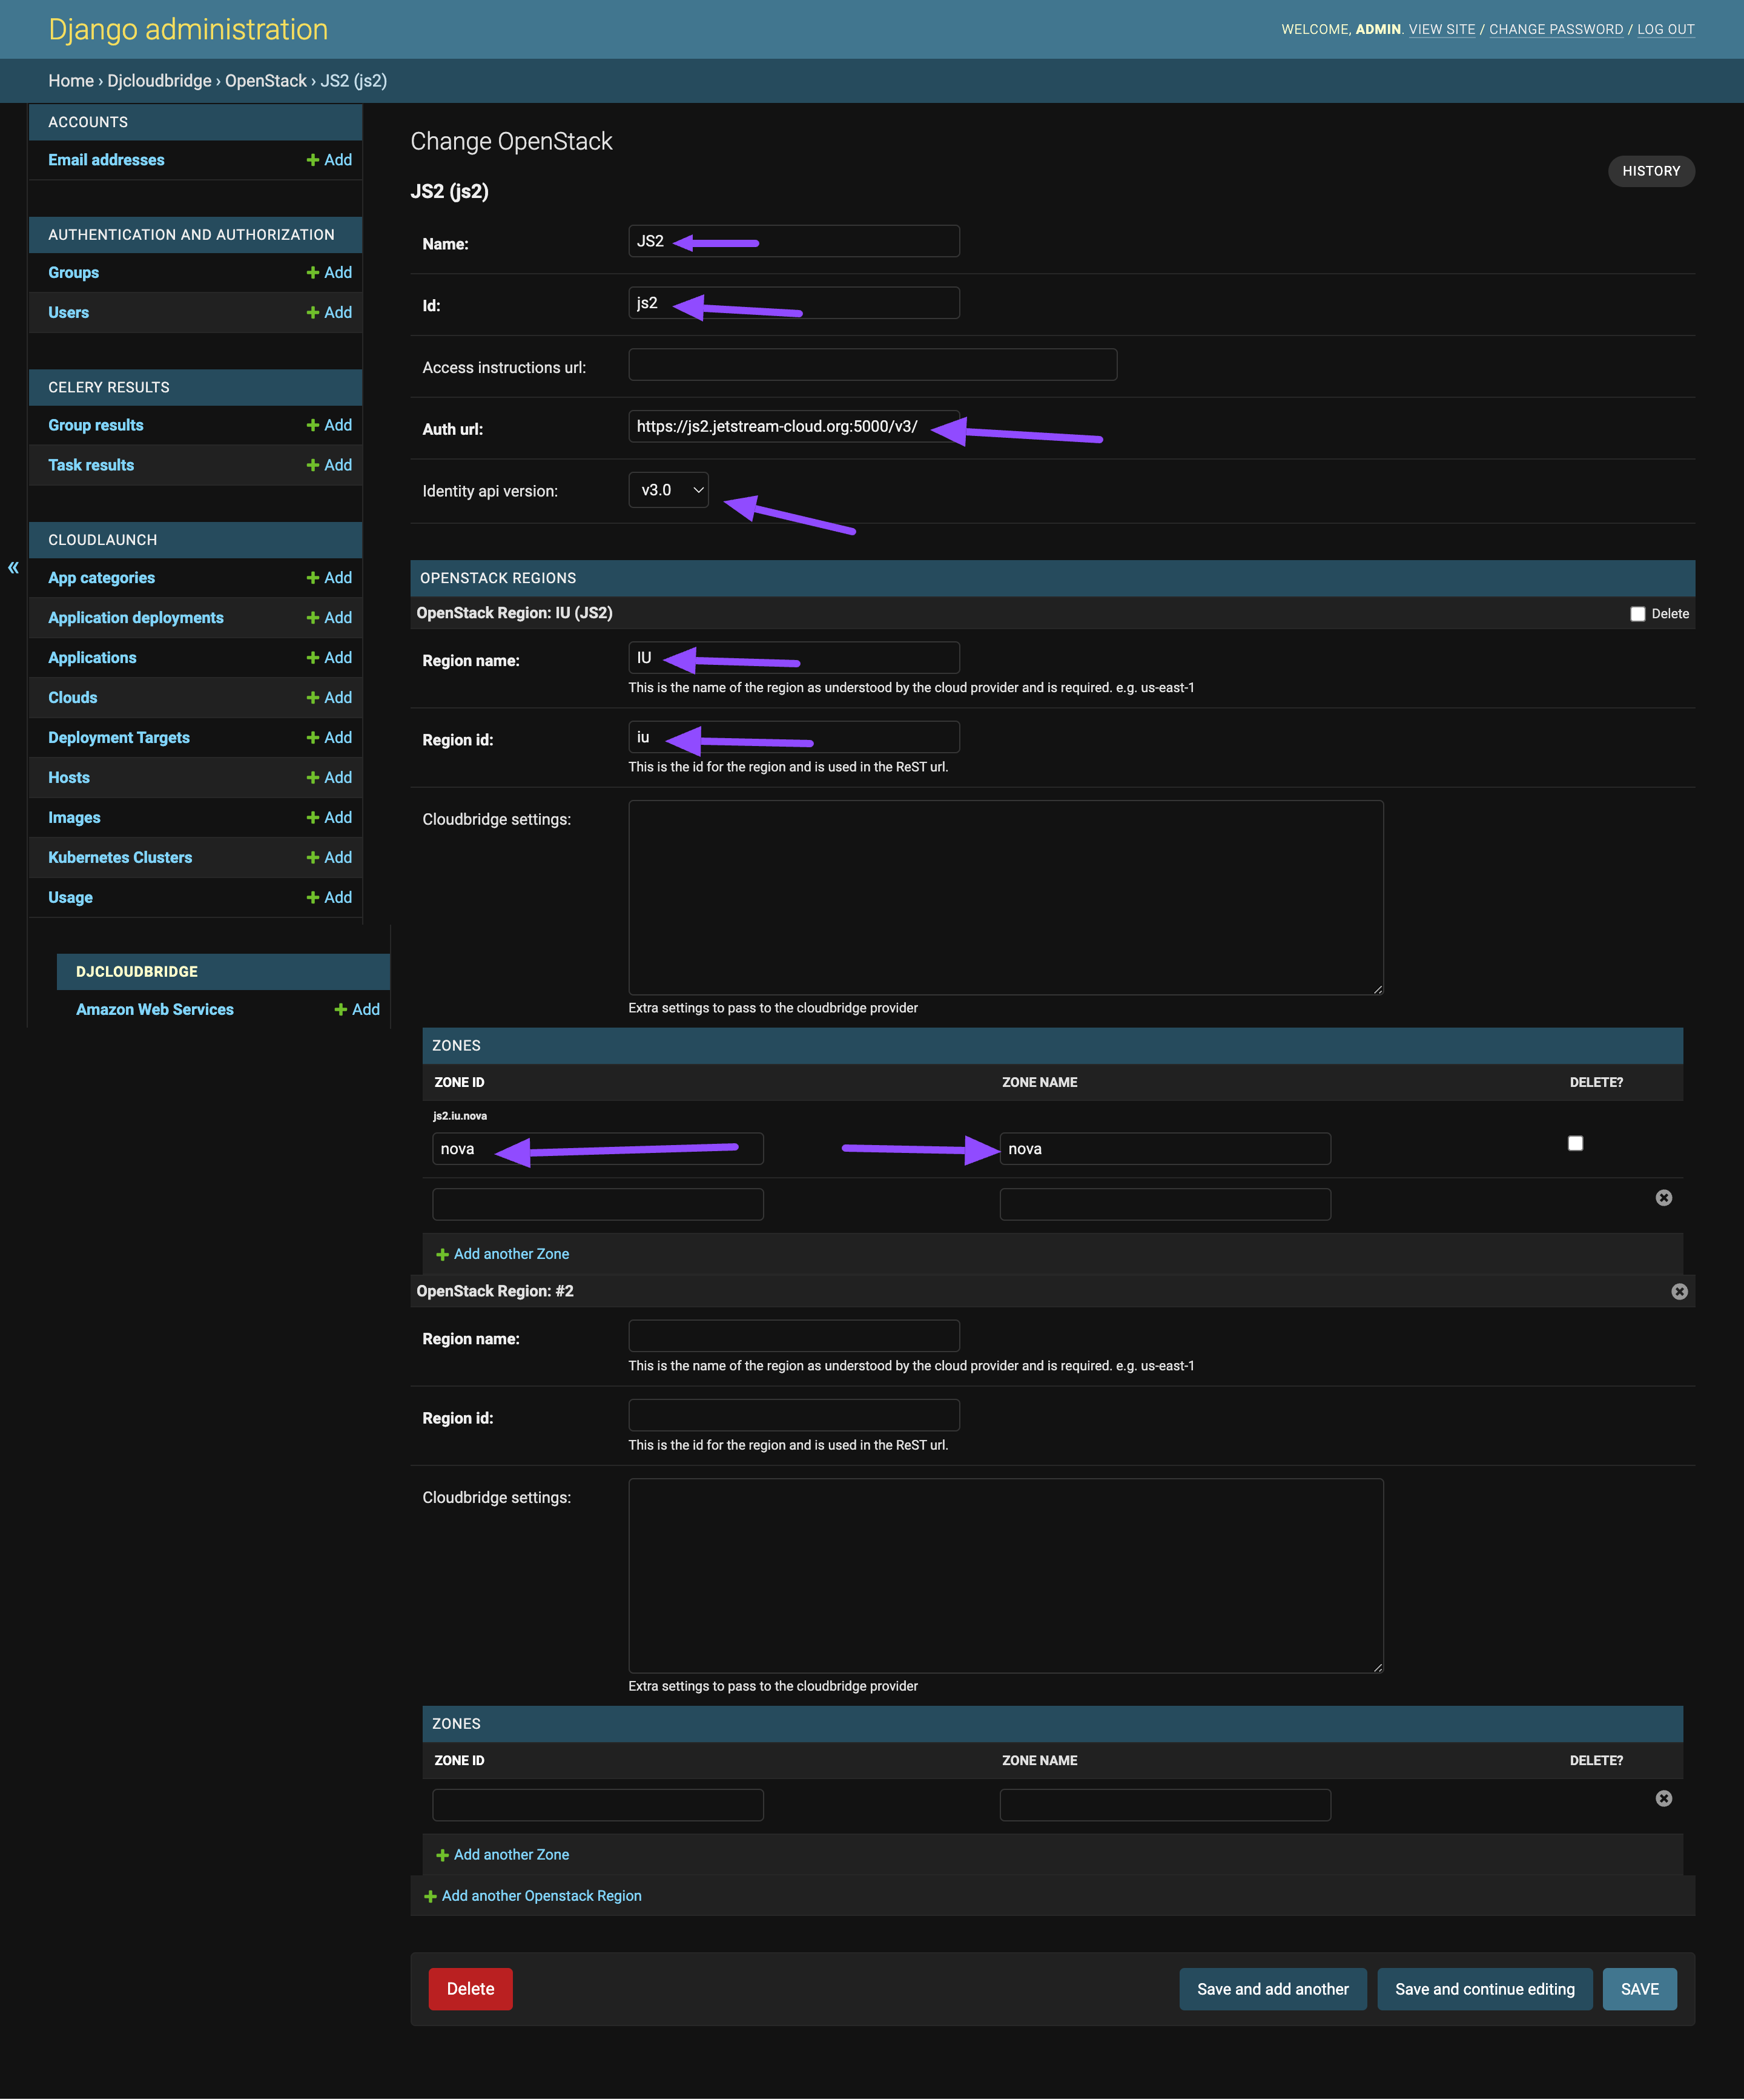 Django administration
WELCOME, ADMIN. VIEW SITE / CHANGE PASSWORD / LOG OUT
Home › Djcloudbridge › OpenStack › JS2 (js2)
ACCOUNTS
Email addresses Add
AUTHENTICATION AND AUTHORIZATION
Groups Add
Users Add
CELERY RESULTS
Group results Add
Task results Add
CLOUDLAUNCH
App categories Add
Application deployments Add
Applications Add
Clouds Add
Deployment Targets Add
Hosts Add
Images Add
Kubernetes Clusters Add
Usage Add
DJCLOUDBRIDGE
Amazon Web Services Add
«
Change OpenStack
HISTORY
JS2 (js2)
Name: JS2
Id: js2
Access instructions url:
Auth url: https://js2.jetstream-cloud.org:5000/v3/
Identity api version: v3.0
OPENSTACK REGIONS
OpenStack Region: IU (JS2) Delete
Region name: IU
This is the name of the region as understood by the cloud provider and is required. e.g. us-east-1
Region id: iu
This is the id for the region and is used in the ReST url.
Cloudbridge settings:
Extra settings to pass to the cloudbridge provider
ZONES
ZONE ID ZONE NAME DELETE?
js2.iu.nova
nova nova
Add another Zone
OpenStack Region: #2
Region name:
This is the name of the region as understood by the cloud provider and is required. e.g. us-east-1
Region id:
This is the id for the region and is used in the ReST url.
Cloudbridge settings:
Extra settings to pass to the cloudbridge provider
ZONES
ZONE ID ZONE NAME DELETE?
Add another Zone
Add another Openstack Region
Delete Save and add another Save and continue editing SAVE